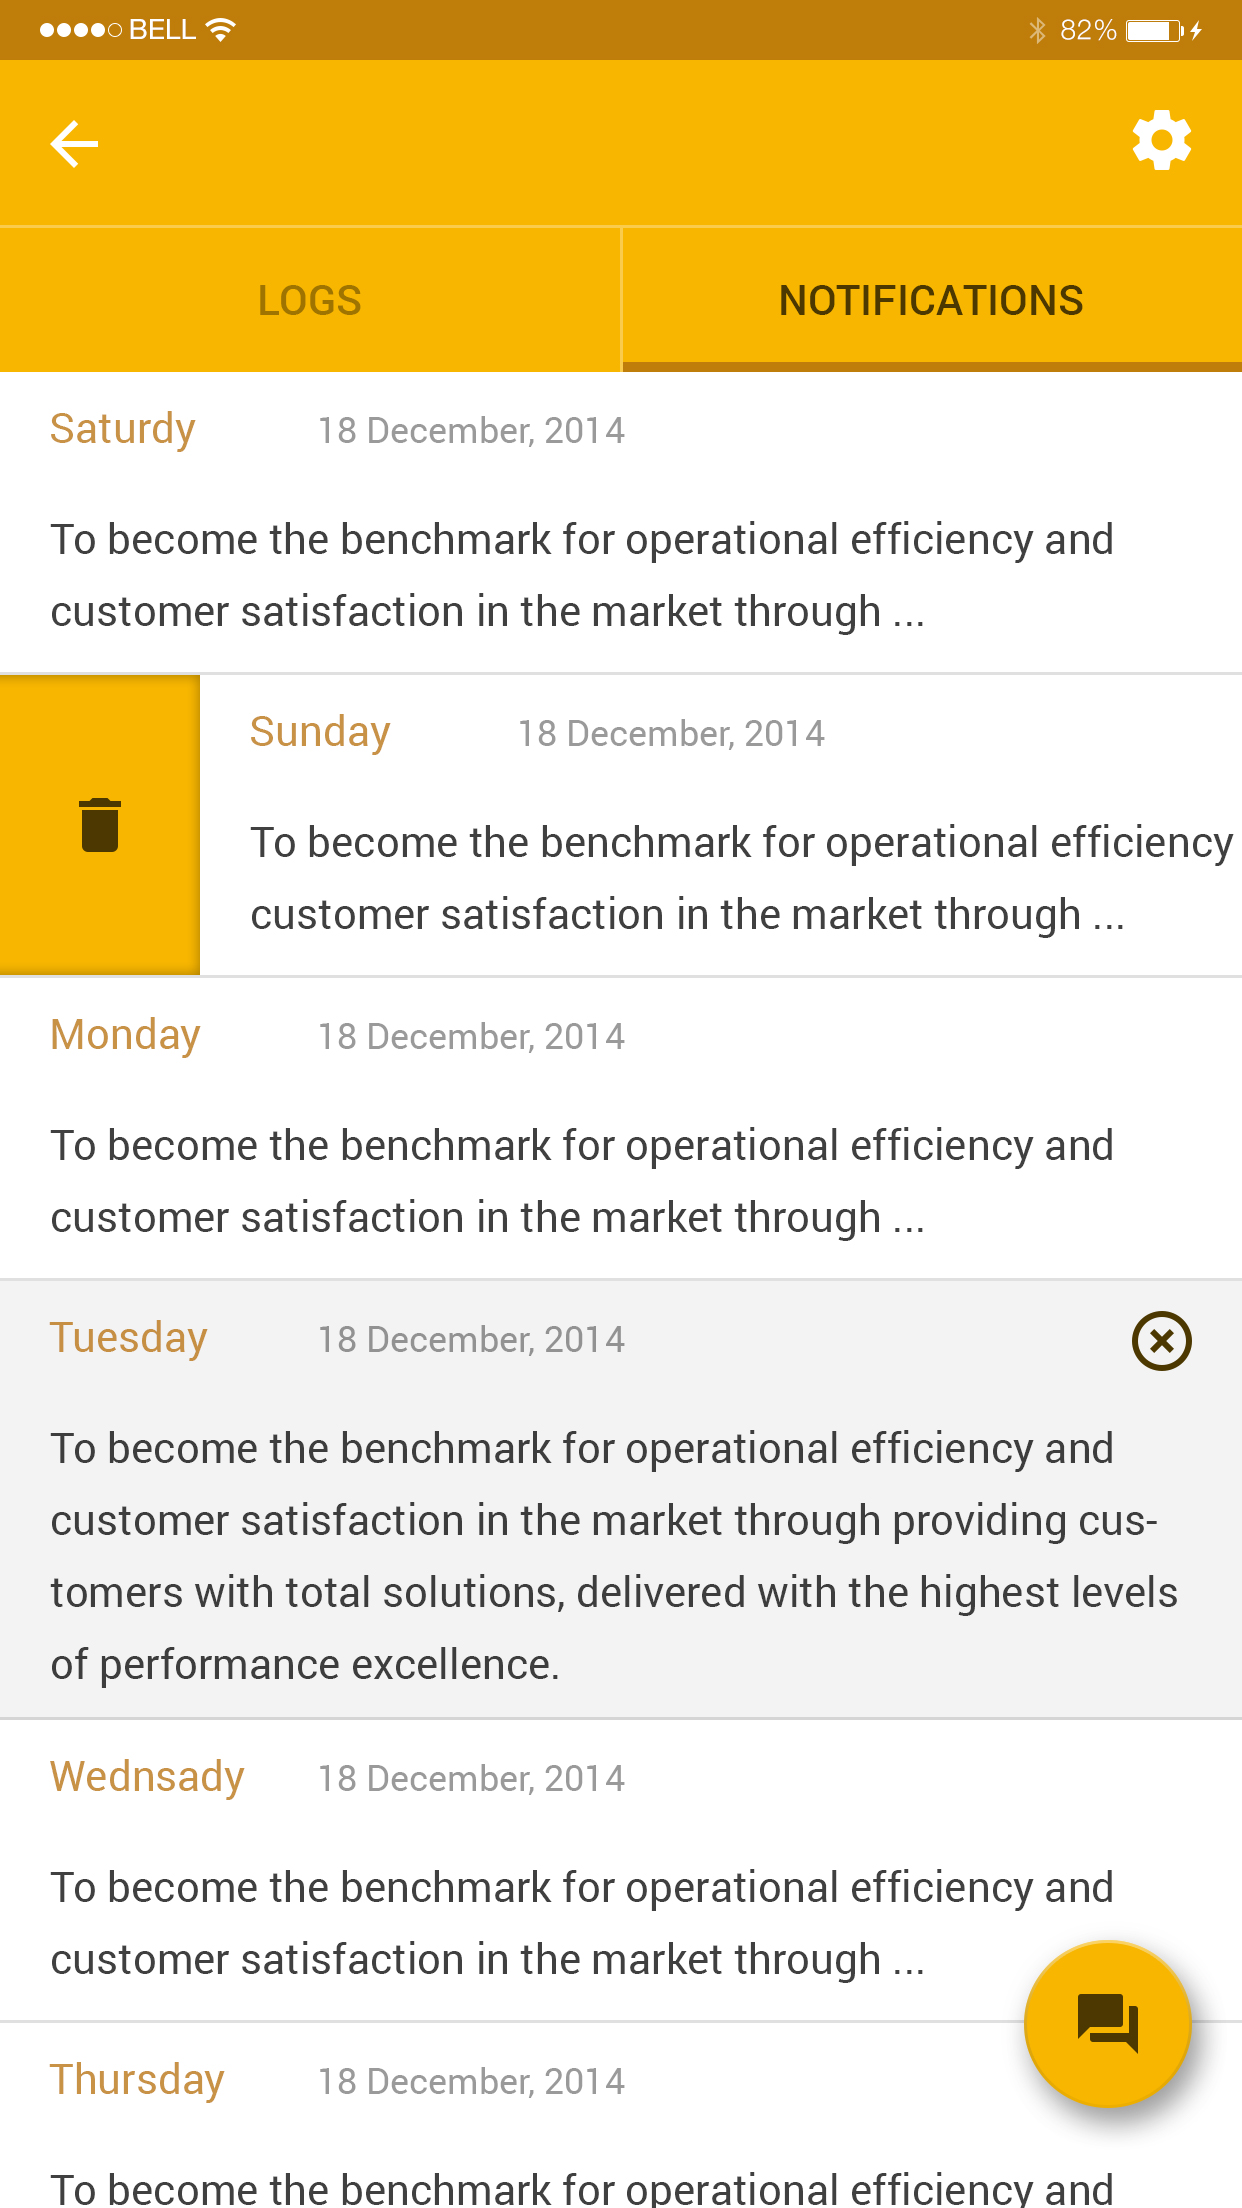 BELL 82%
LOGS NOTIFICATIONS
Saturdy 18 December, 2014
To become the benchmark for operational efficiency and
customer satisfaction in the market through ...
Sunday 18 December, 2014
To become the benchmark for operational efficiency
customer satisfaction in the market through ...
Monday 18 December, 2014
To become the benchmark for operational efficiency and
customer satisfaction in the market through ...
Tuesday 18 December, 2014
To become the benchmark for operational efficiency and
customer satisfaction in the market through providing cus-
tomers with total solutions, delivered with the highest levels
of performance excellence.
Wednsady 18 December, 2014
To become the benchmark for operational efficiency and
customer satisfaction in the market through ...
Thursday 18 December, 2014
To become the benchmark for operational efficiency and